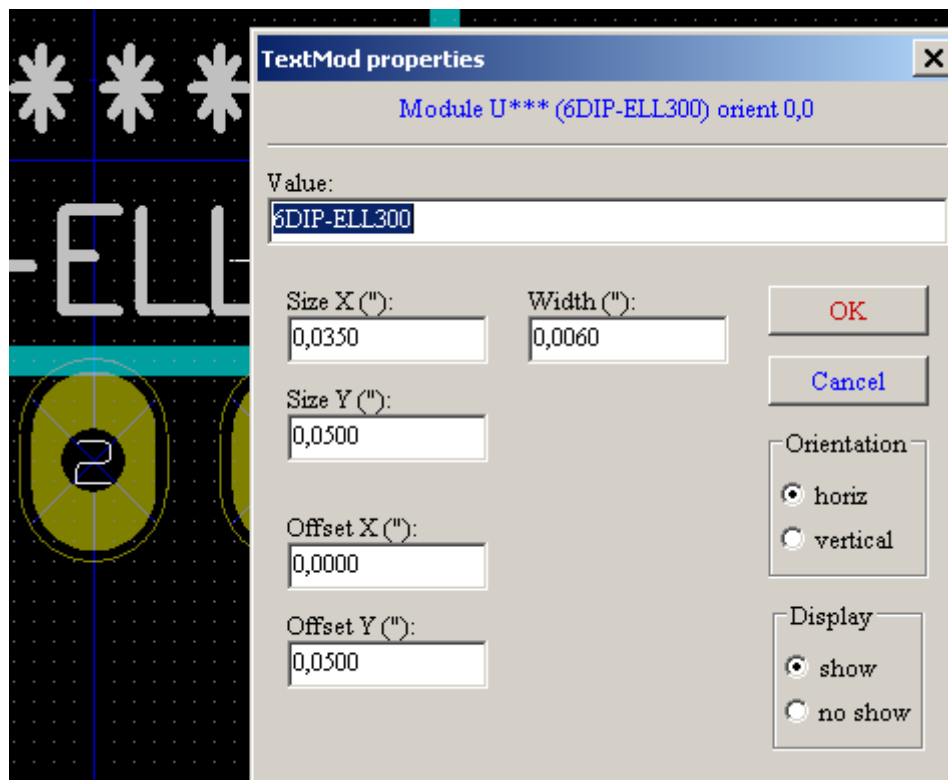 * * *
TextMod properties
Module U*** (6DIP-ELL300) orient 0,0
Value:
6DIP-ELL300
-ELL
Size X ("):
Width ("):
0,0350
0,0060
OK
Size Y ("):
Cancel
0,0500
2
Orientation
horiz
vertical
Offset X ("):
0,0000
Offset Y ("):
0,0500
Display
show
no show